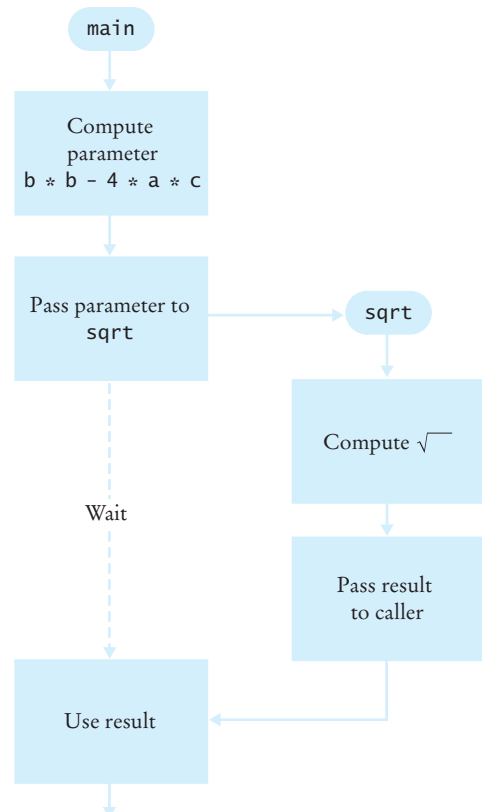 main
Compute
parameter
b * b - 4 * a * c
Pass parameter to
sqrt
sqrt
Compute √
Wait
Pass result
to caller
Use result